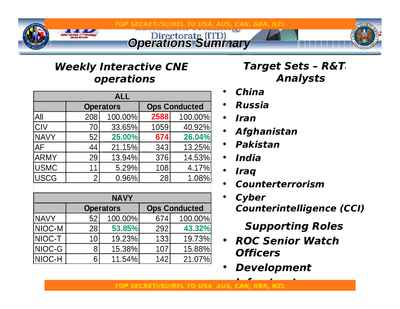 TOP SECRET//SI//REL TO USA, AUS, CAN, GBR, NZL
Directorate (ITD)
Operations Summary
Weekly Interactive CNE
operations
ALL
Operators Ops Conducted
All 208 100.00% 2588 100.00%
CIV 70 33.65% 1059 40.92%
NAVY 52 25.00% 674 26.04%
AF 44 21.15% 343 13.25%
ARMY 29 13.94% 376 14.53%
USMC 11 5.29% 108 4.17%
USCG 2 0.96% 28 1.08%
NAVY
Operators Ops Conducted
NAVY 52 100.00% 674 100.00%
NIOC-M 28 53.85% 292 43.32%
NIOC-T 10 19.23% 133 19.73%
NIOC-G 8 15.38% 107 15.88%
NIOC-H 6 11.54% 142 21.07%
Target Sets – R&T
Analysts
• China
• Russia
• Iran
• Afghanistan
• Pakistan
• India
• Iraq
• Counterterrorism
• Cyber
Counterintelligence (CCI)
Supporting Roles
• ROC Senior Watch
Officers
• Development
TOP SECRET//SI//REL TO USA, AUS, CAN, GBR, NZL